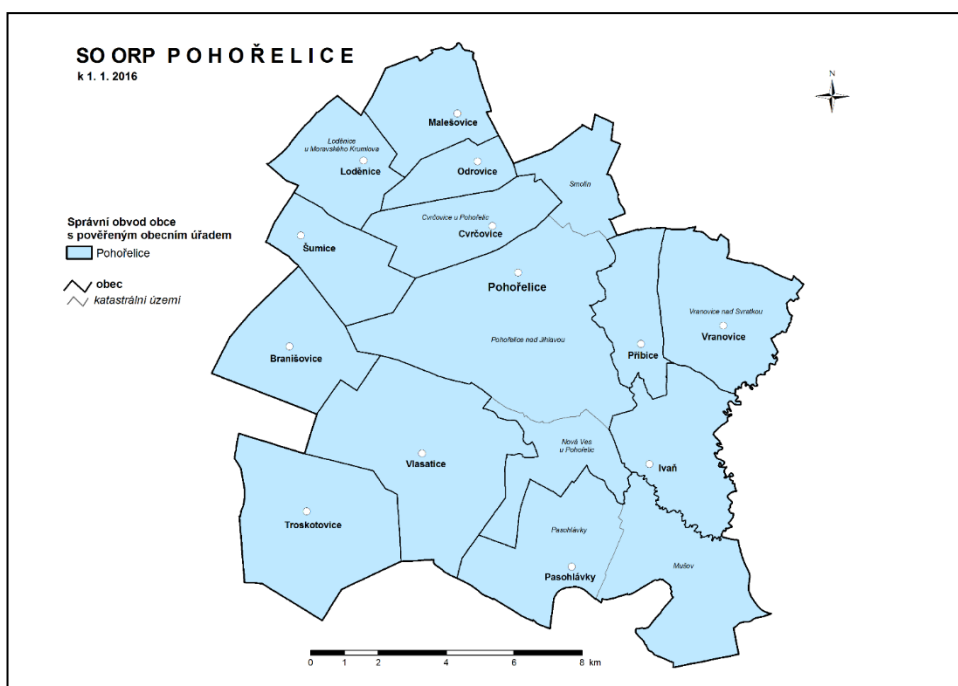 SO ORP P O H O Ř E L I C E
k 1. 1. 2016
N
Malešovice
Loděnice
u Moravského Krumlova
Loděnice
Odrovice
Smolín
Správní obvod obce
s pověřeným obecním úřadem
Pohořelice
obec
katastrální území
Cvrčovice u Pohořelic
Cvrčovice
Šumice
Pohořelice
Vranovice nad Svratkou
Vranovice
Pohořelice nad Jihlavou
Přibice
Branišovice
Nová Ves
u Pohořelic
Vlasatice
Ivaň
Troskotovice
Pasohlávky
Pasohlávky
Mušov
0 1 2 4 6 8 km